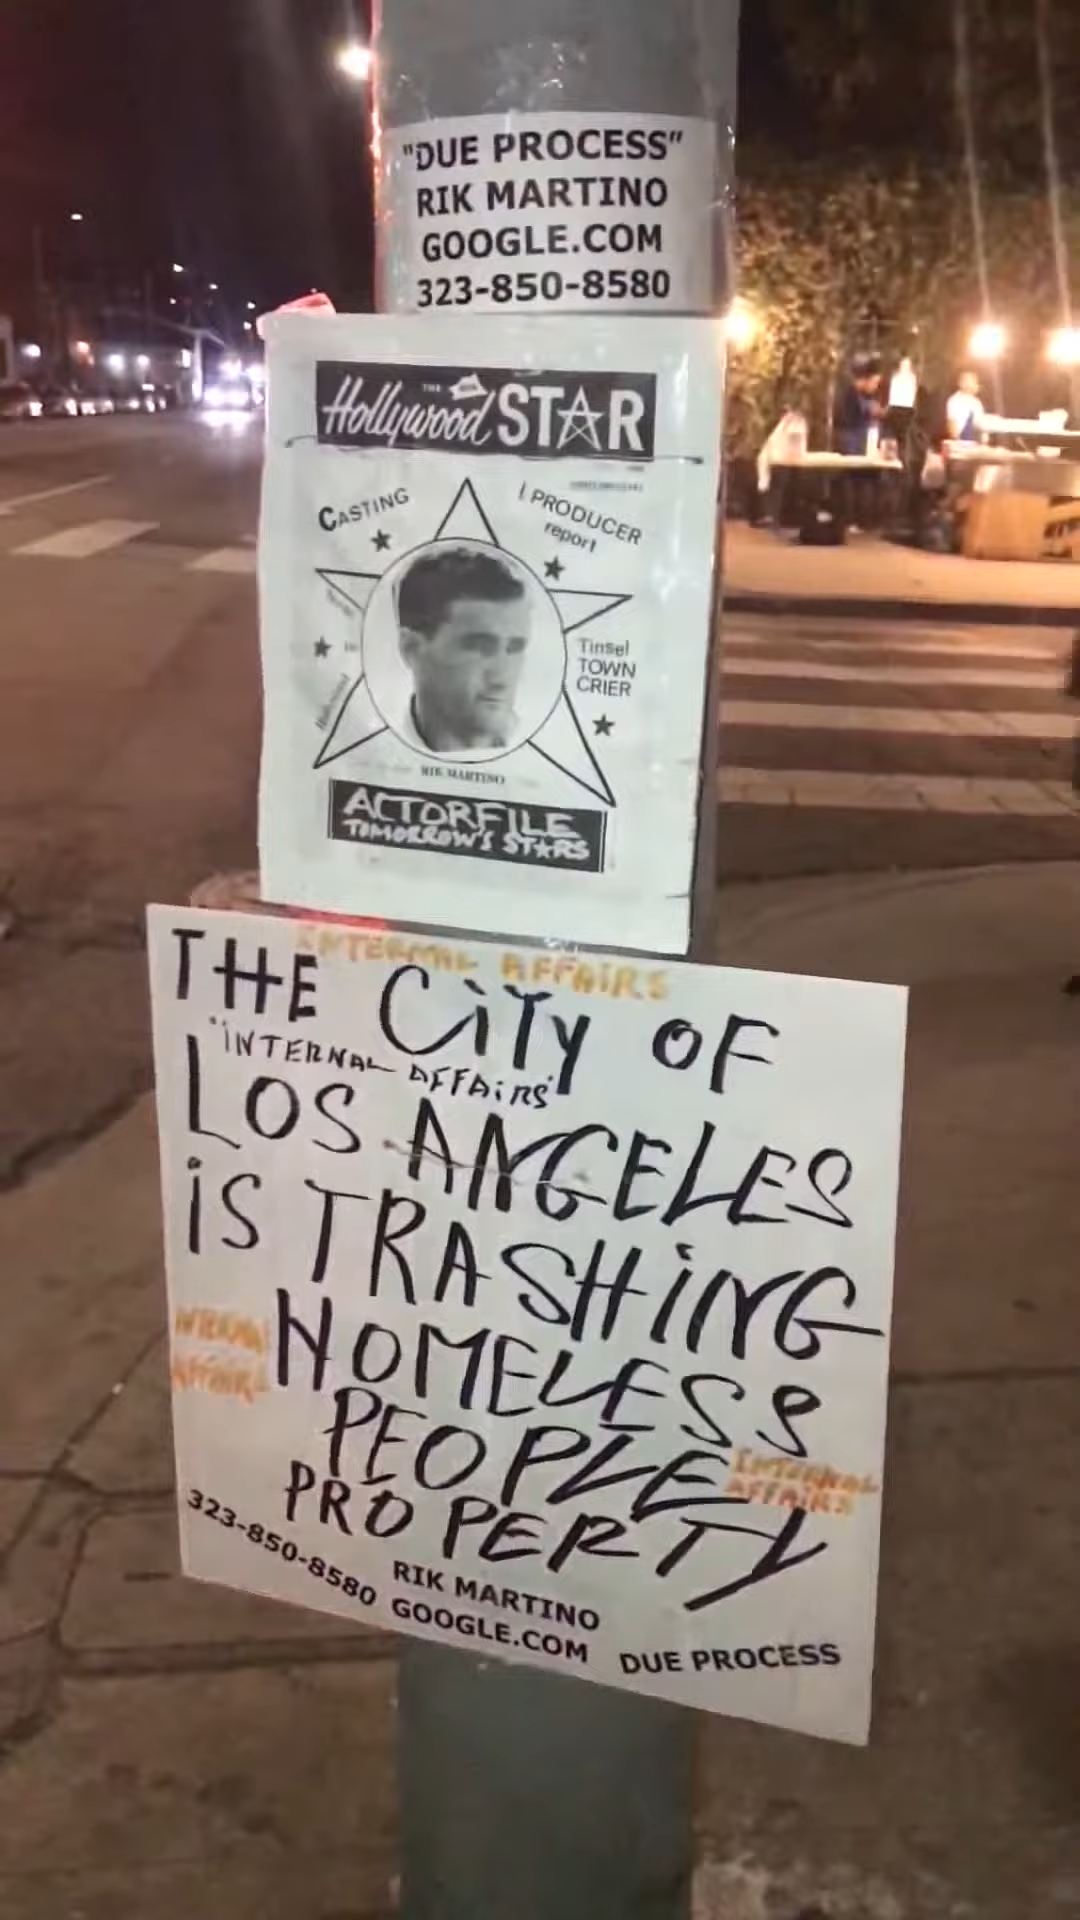 "DUE PROCESS"
RIK MARTINO
GOOGLE.COM
323-850-8580
THE
Hollywood STAR
CASTING
PRODUCER
report
Tinsel
TOWN
CRIER
RIK MARTINO
ACTORFILE
TOMORROW'S STARS
INTERNAL AFFAIRS
THE CiTy OF
"iNTERNAL AFFAiRS"
LOS ANGELES
iS TRASHiNG
HOMELESS
PEOPLE
INTERNAL
AFFAIRS
PROPERTY
323-850-8580
RIK MARTINO
GOOGLE.COM
DUE PROCESS